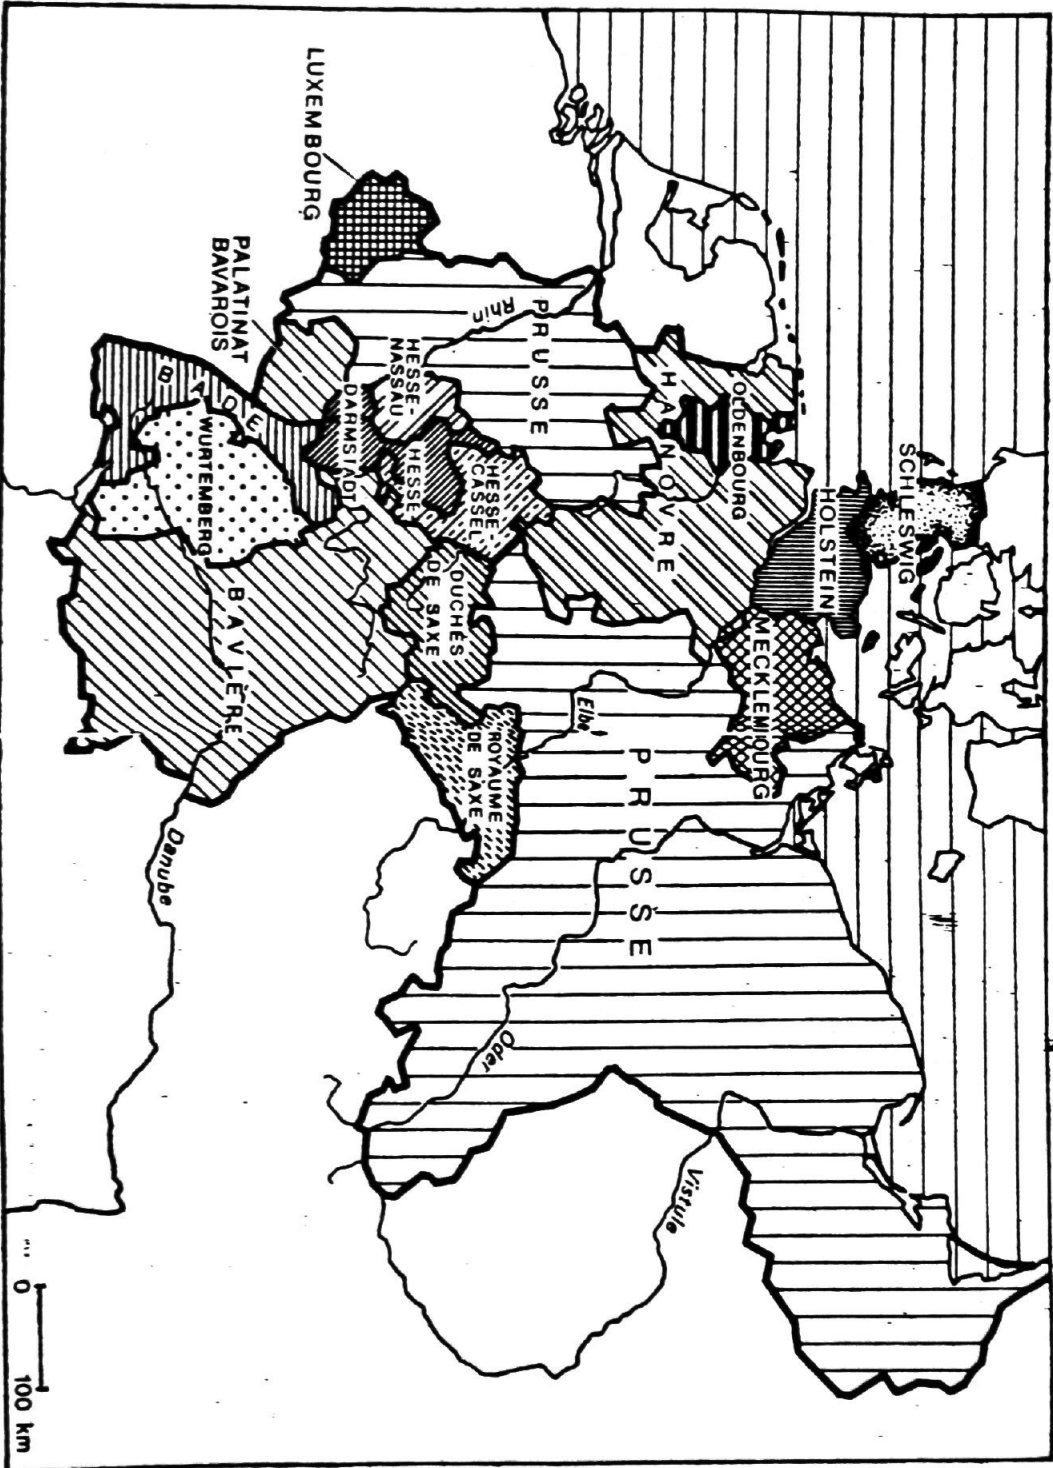 SCHLESWIG
HOLSTEIN
MECKLEMBOURG
OLDENBOURG
HANOVRE
PRUSSE
PRUSSE
Rhin
Elbe
Oder
Vistule
HESSE-
NASSAU
HESSE
CASSEL
HESSE
DARMSTADT
DUCHÉS
DE SAXE
ROYAUME
DE SAXE
LUXEMBOURG
PALATINAT
BAVAROIS
BADE
WURTEMBERG
BAVIÈRE
Danube
0 100 km